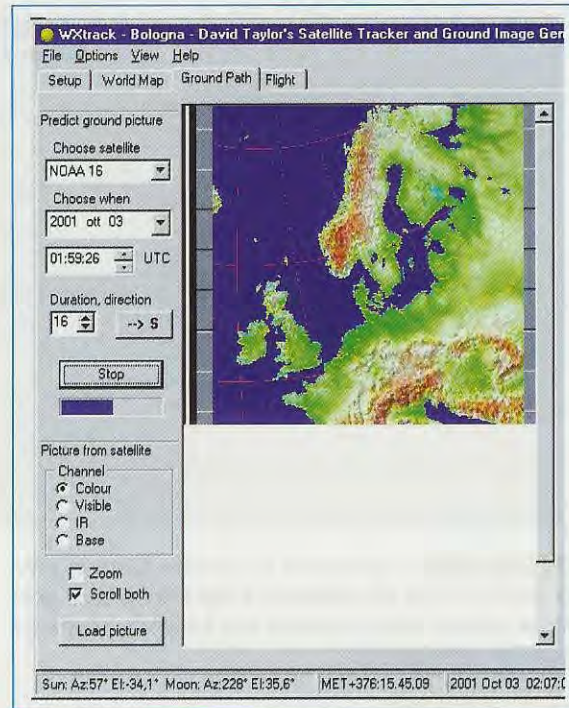 WXtrack - Bologna - David Taylor's Satellite Tracker and Ground Image Gen
File Options View Help
Setup World Map Ground Path Flight
Predict ground picture
Choose satellite
NOAA 16
Choose when
2001 ott 03
01:59:26 UTC
Duration, direction
16 --> S
Stop
Picture from satellite
Channel
Colour
Visible
IR
Base
Zoom
Scroll both
Load picture
Sun: Az:57° El:-34,1° Moon: Az:228° El:35,6° MET+376:15.45.09 2001 Oct 03 02:07:0